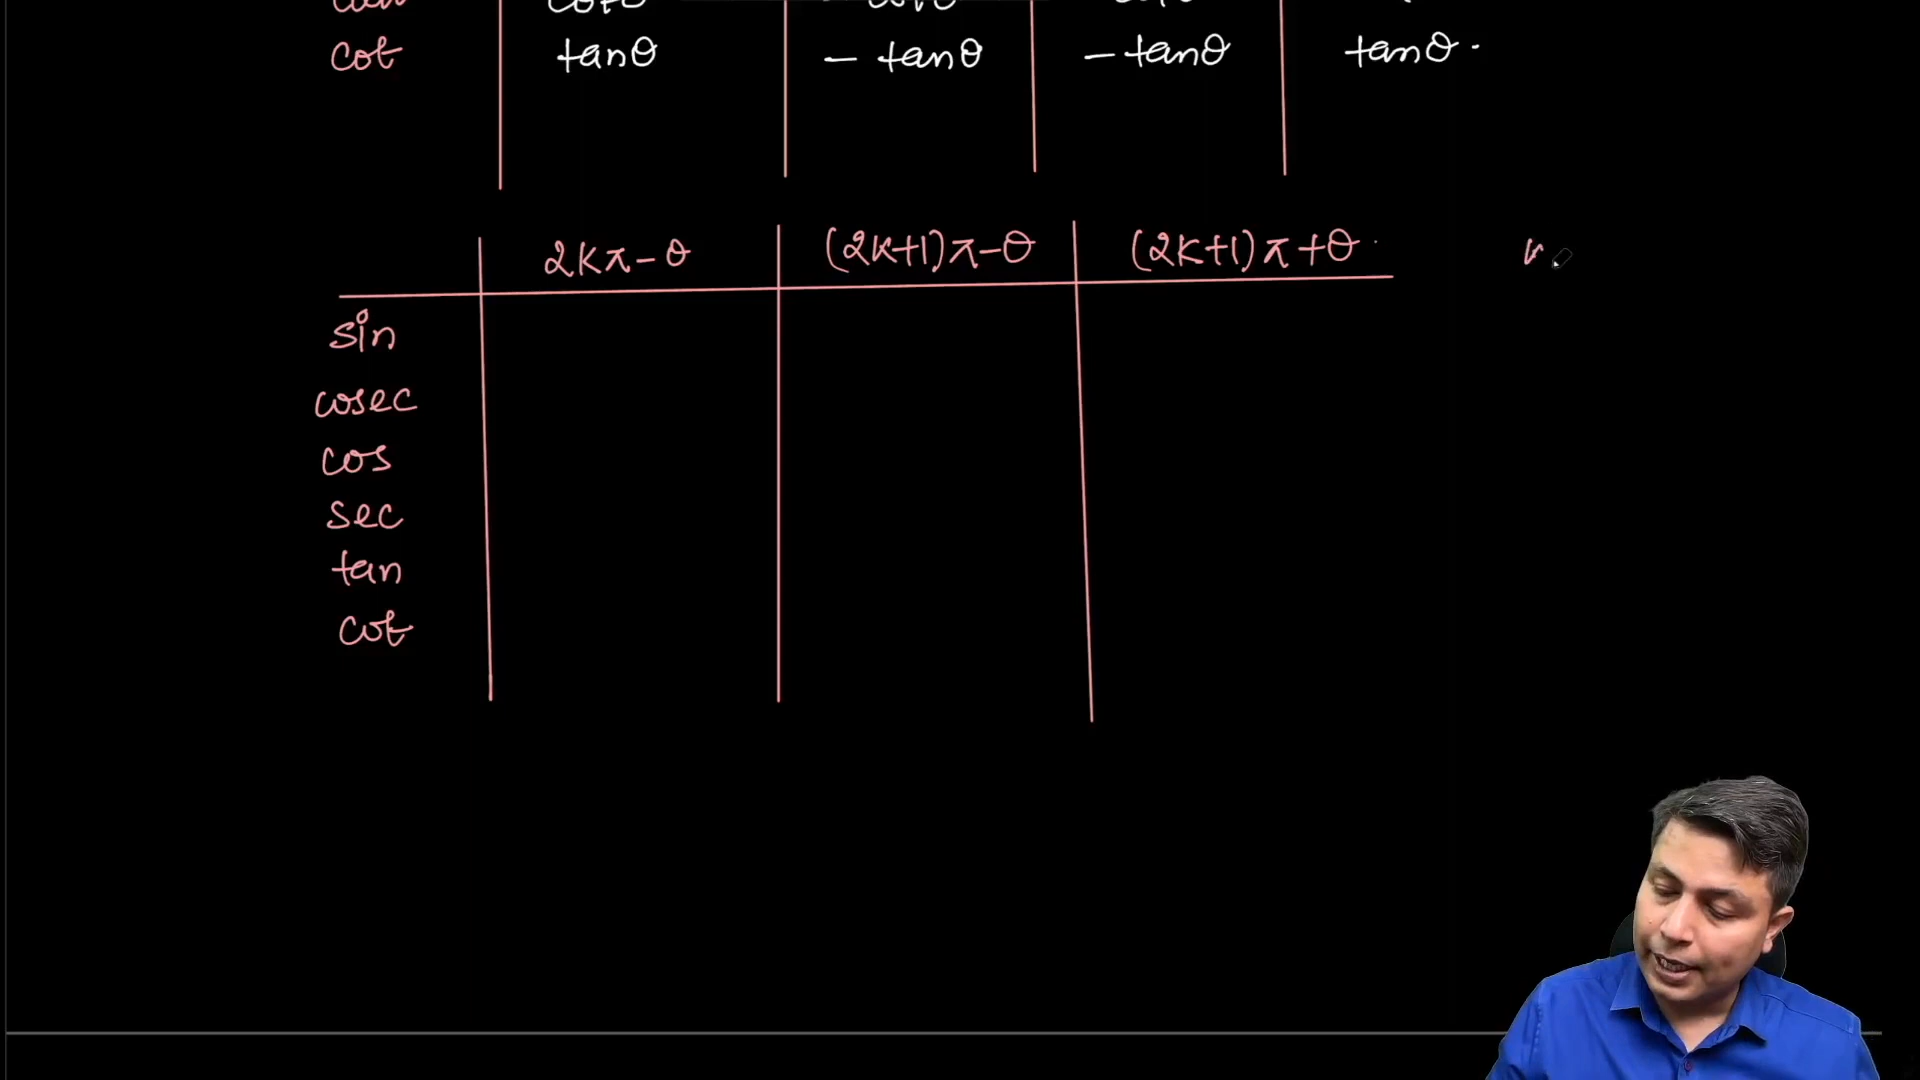 cot tanθ - tanθ - tanθ tanθ.
2kπ - θ (2k+1)π - θ (2k+1)π + θ
sin
cosec
cos
sec
tan
cot